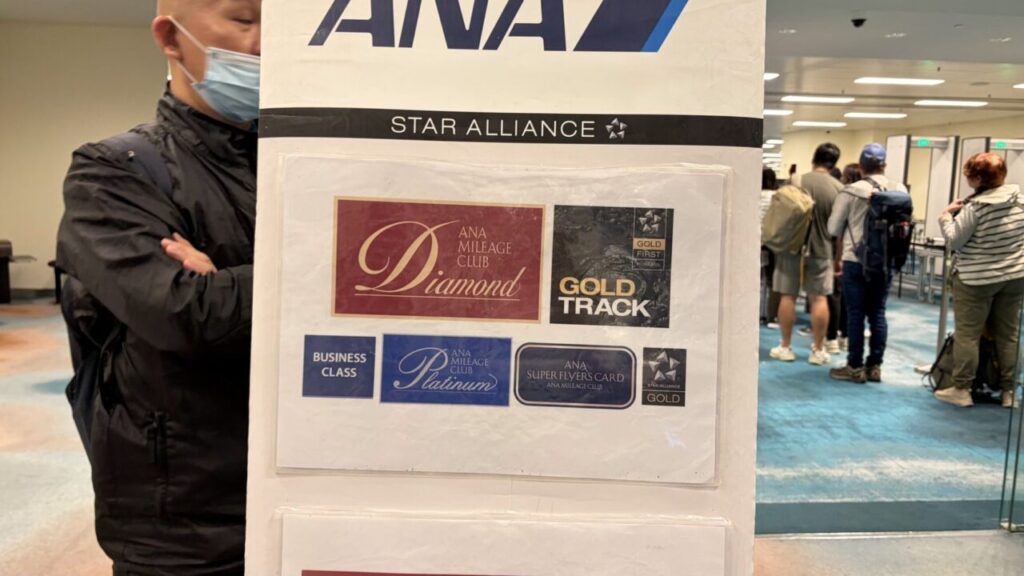 ANA
STAR ALLIANCE
Diamond
ANA
MILEAGE
CLUB
GOLD
FIRST
GOLD
TRACK
BUSINESS
CLASS
Platinum
ANA
MILEAGE
CLUB
ANA
SUPER FLYERS CARD
ANA MILEAGE CLUB
STAR ALLIANCE
GOLD